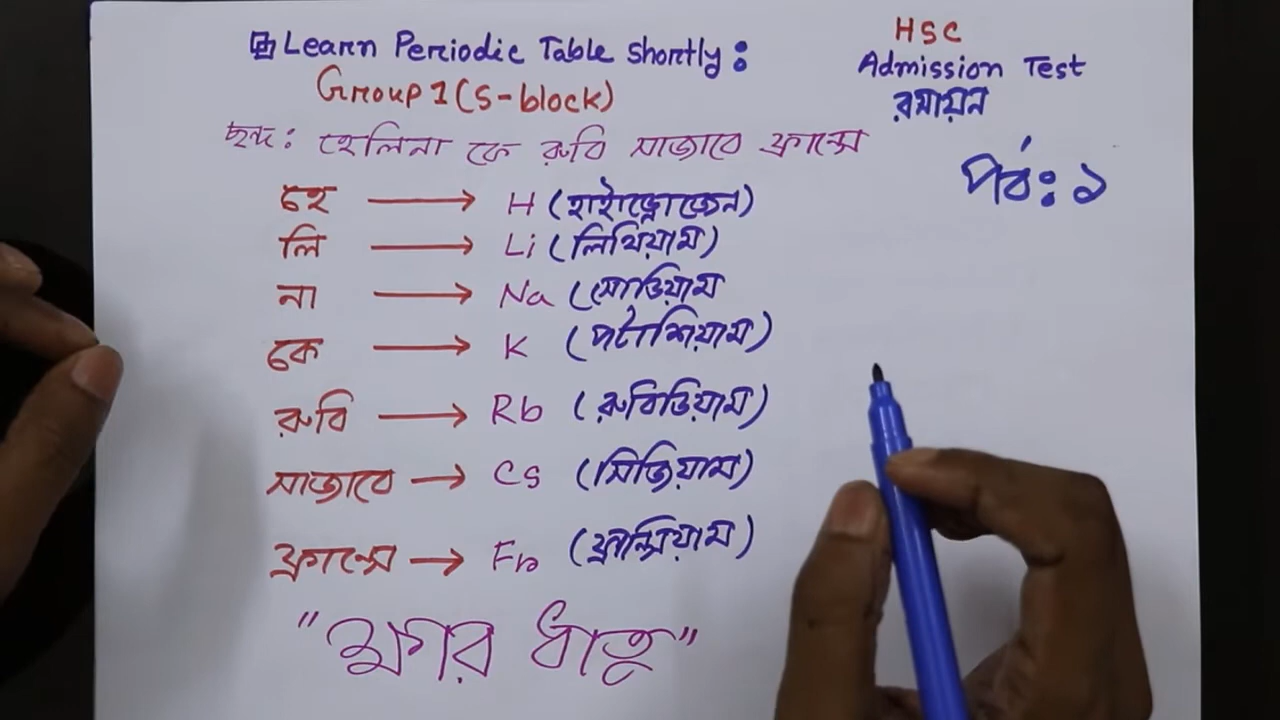 Learn Periodic Table Shortly:
HSC
Admission Test
রসায়ন
পর্ব: ১
Group 1 (S-block)
ছন্দ: হেলিনা কে রুবি সাজাবে ফ্রান্সে
হে → H (হাইড্রোজেন)
লি → Li (লিথিয়াম)
না → Na (সোডিয়াম
কে → K (পটাশিয়াম)
রুবি → Rb (রুবিডিয়াম)
সাজাবে → Cs (সিজিয়াম)
ফ্রান্সে → Fr (ফ্রান্সিয়াম)
"ক্ষার ধাতু"